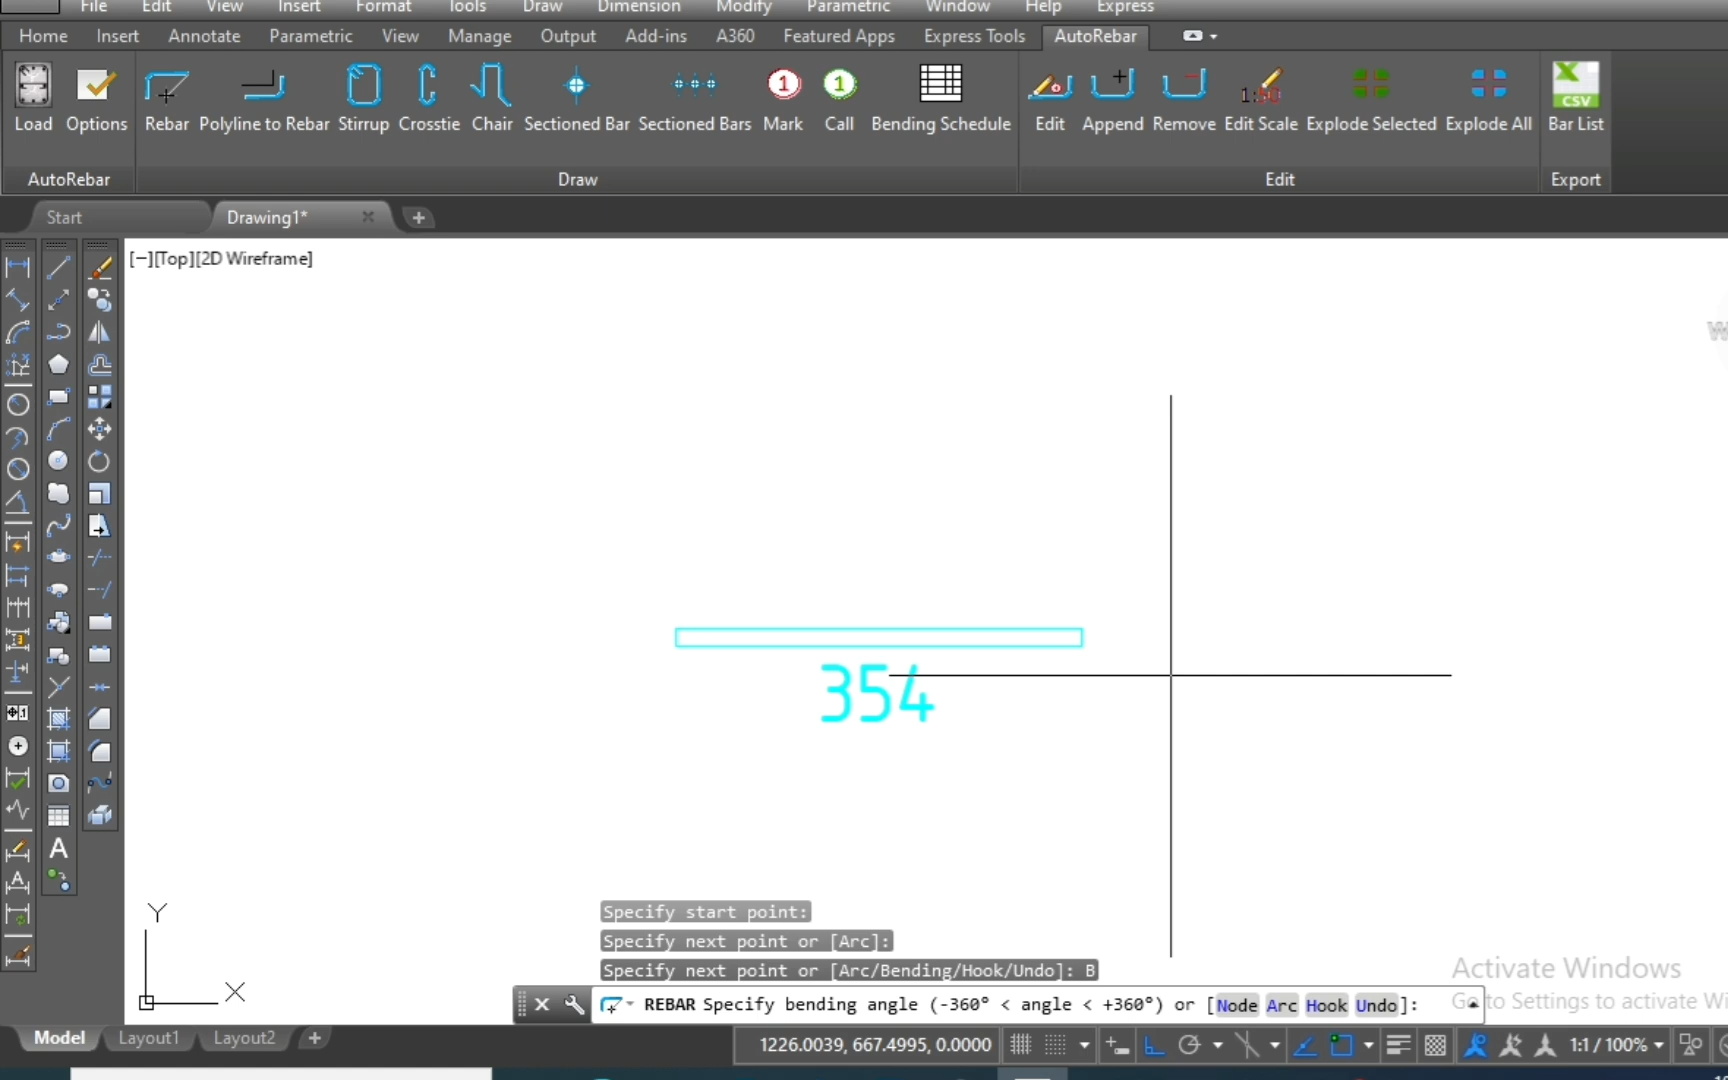 File Edit View Insert Format Tools Draw Dimension Modify Parametric Window Help Express
Home Insert Annotate Parametric View Manage Output Add-ins A360 Featured Apps Express Tools AutoRebar
1 1 1:50 X CSV
Load Options Rebar Polyline to Rebar Stirrup Crosstie Chair Sectioned Bar Sectioned Bars Mark Call Bending Schedule Edit Append Remove Edit Scale Explode Selected Explode All Bar List
AutoRebar Draw Edit Export
Start Drawing1*
[−][Top][2D Wireframe]
W
354
Y
X
Specify start point:
Specify next point or [Arc]:
Specify next point or [Arc/Bending/Hook/Undo]: B
REBAR Specify bending angle (-360° < angle < +360°) or [Node Arc Hook Undo]:
Activate Windows
Go to Settings to activate Wi
Model Layout1 Layout2
1226.0039, 667.4995, 0.0000 1:1 / 100%